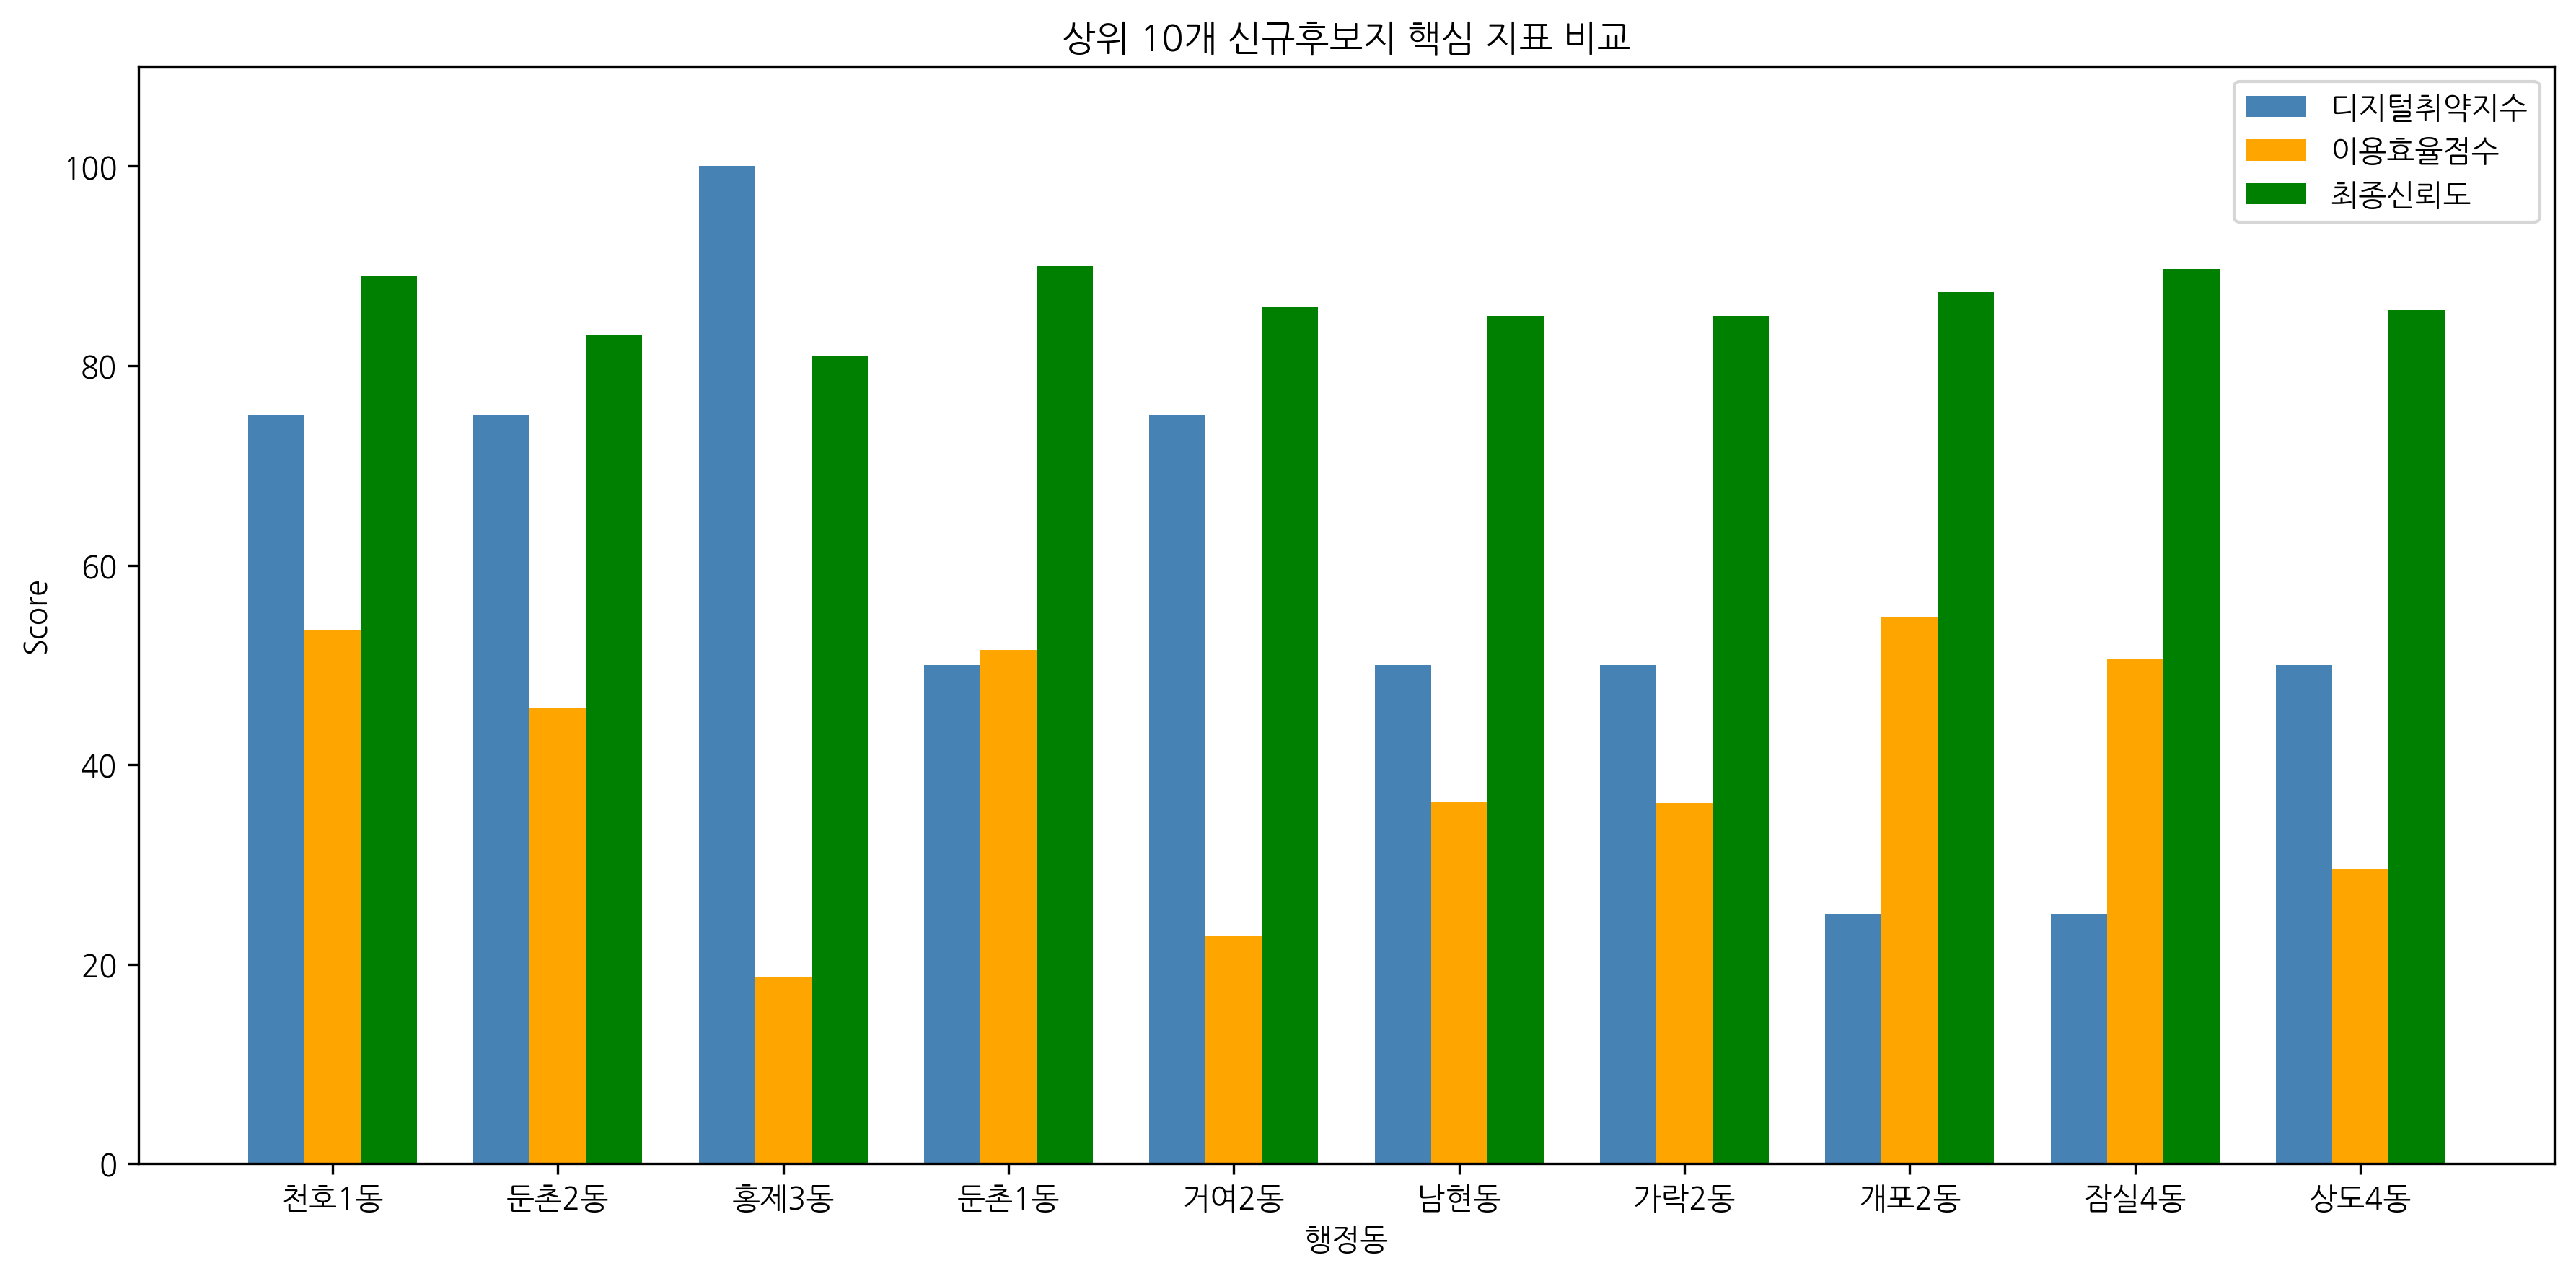 상위 10개 신규후보지 핵심 지표 비교
디지털취약지수
이용효율점수
최종신뢰도
Score
100
80
60
40
20
0
천호1동 둔촌2동 홍제3동 둔촌1동 거여2동 남현동 가락2동 개포2동 잠실4동 상도4동
행정동